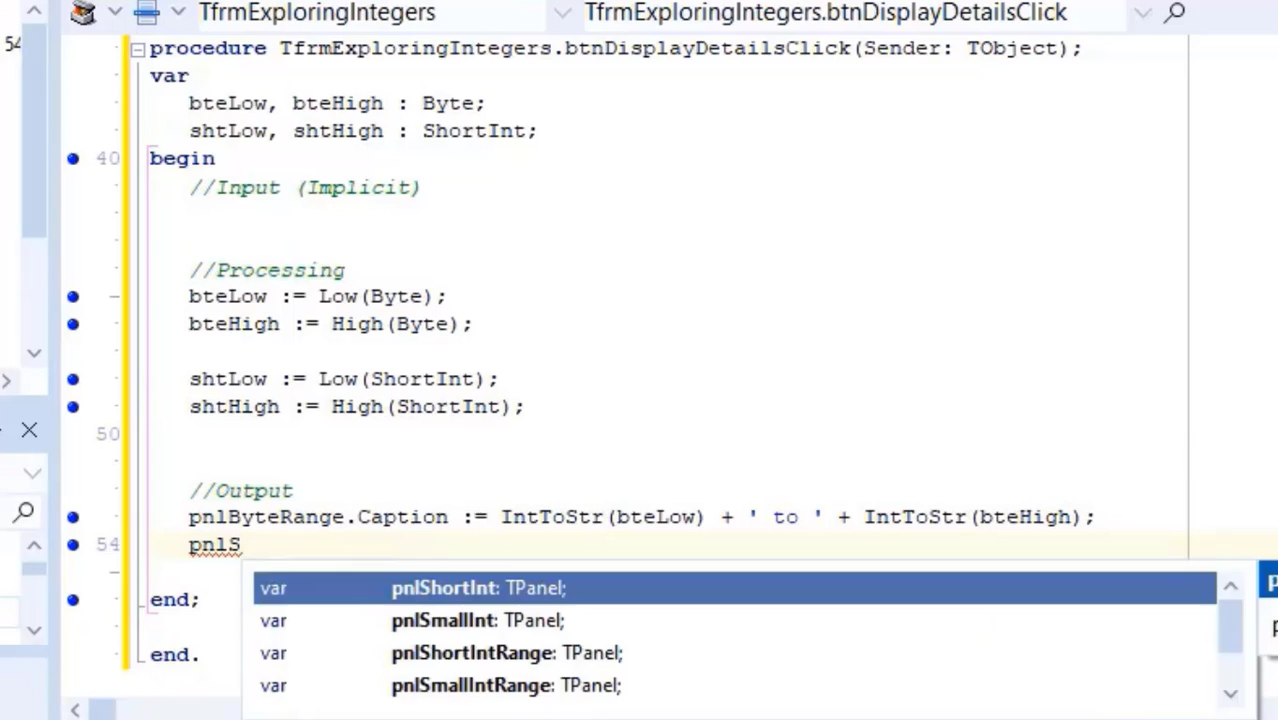 TfrmExploringIntegers TfrmExploringIntegers.btnDisplayDetailsClick
54
procedure TfrmExploringIntegers.btnDisplayDetailsClick(Sender: TObject);
var
bteLow, bteHigh : Byte;
shtLow, shtHigh : ShortInt;
40 begin
//Input (Implicit)
//Processing
bteLow := Low(Byte);
bteHigh := High(Byte);
shtLow := Low(ShortInt);
shtHigh := High(ShortInt);
50
//Output
pnlByteRange.Caption := IntToStr(bteLow) + ' to ' + IntToStr(bteHigh);
54 pnlS
var pnlShortInt: TPanel;
var pnlSmallInt: TPanel;
var pnlShortIntRange: TPanel;
var pnlSmallIntRange: TPanel;
end;
end.